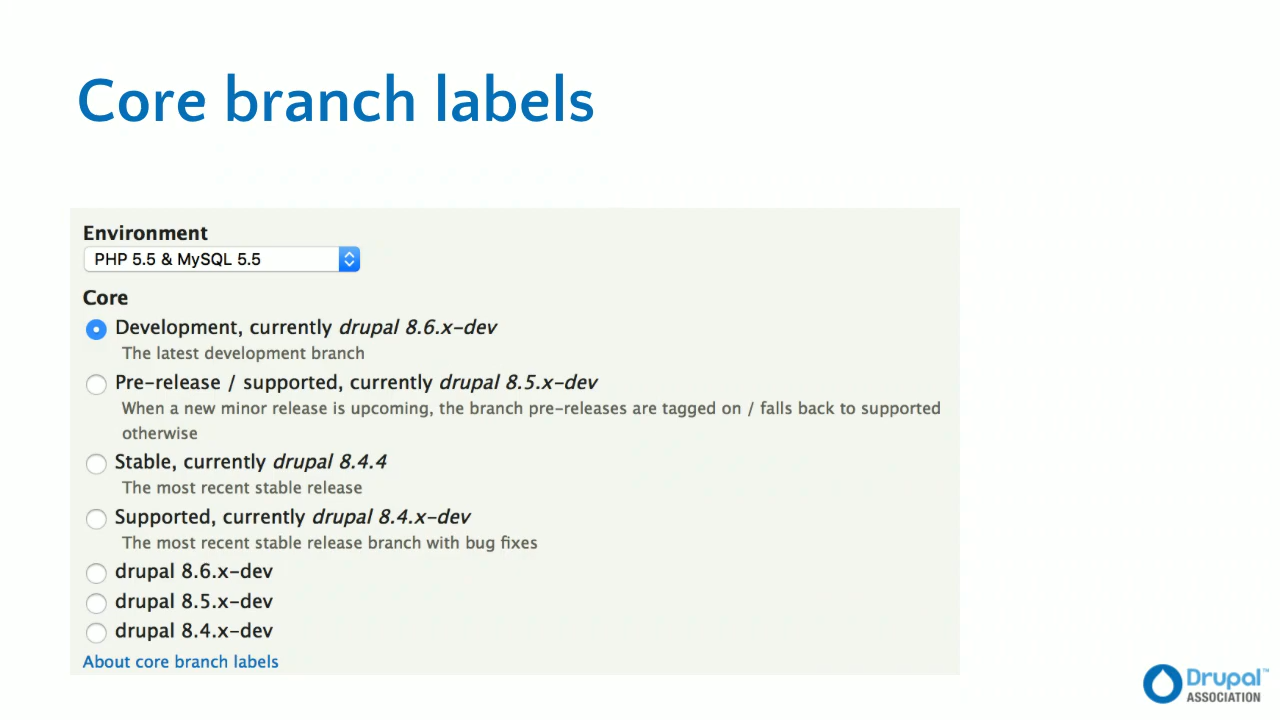 Core branch labels
Environment
PHP 5.5 & MySQL 5.5
Core
Development, currently drupal 8.6.x-dev
The latest development branch
Pre-release / supported, currently drupal 8.5.x-dev
When a new minor release is upcoming, the branch pre-releases are tagged on / falls back to supported
otherwise
Stable, currently drupal 8.4.4
The most recent stable release
Supported, currently drupal 8.4.x-dev
The most recent stable release branch with bug fixes
drupal 8.6.x-dev
drupal 8.5.x-dev
drupal 8.4.x-dev
About core branch labels
Drupal™
ASSOCIATION